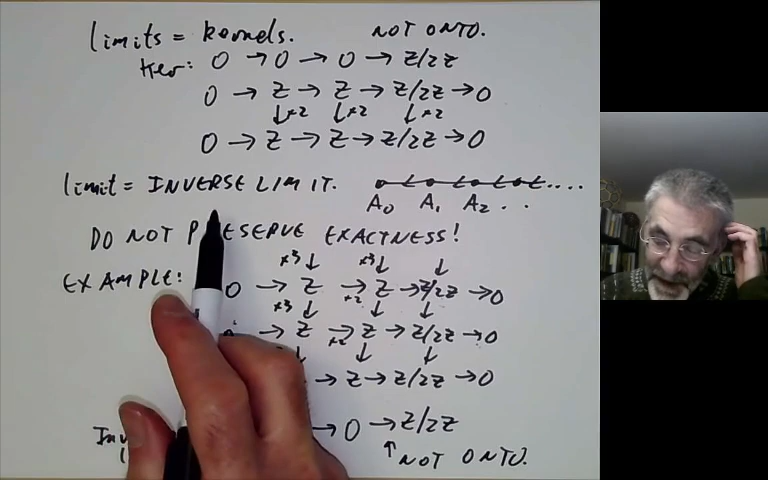 limits = kernels. NOT ONTO.
Ker: 0 → 0 → 0 → Z/2Z
0 → Z → Z → Z/2Z → 0
↓×2 ↓×2 ↓×2
0 → Z → Z → Z/2Z → 0
limit = INVERSE LIMIT. ....
A₀ A₁ A₂ . .
DO NOT P ESERVE EXACTNESS!
×3↓ ×3↓ ↓
EXAMPLE: 0 → Z → Z → Z/2Z → 0
×3↓ ×2 ↓ ↓
→ Z → Z → Z/2Z → 0
↓ ×2 ↓ ↓
→ Z → Z/2Z → 0
→ 0 → Z/2Z
↑ NOT ONTO.